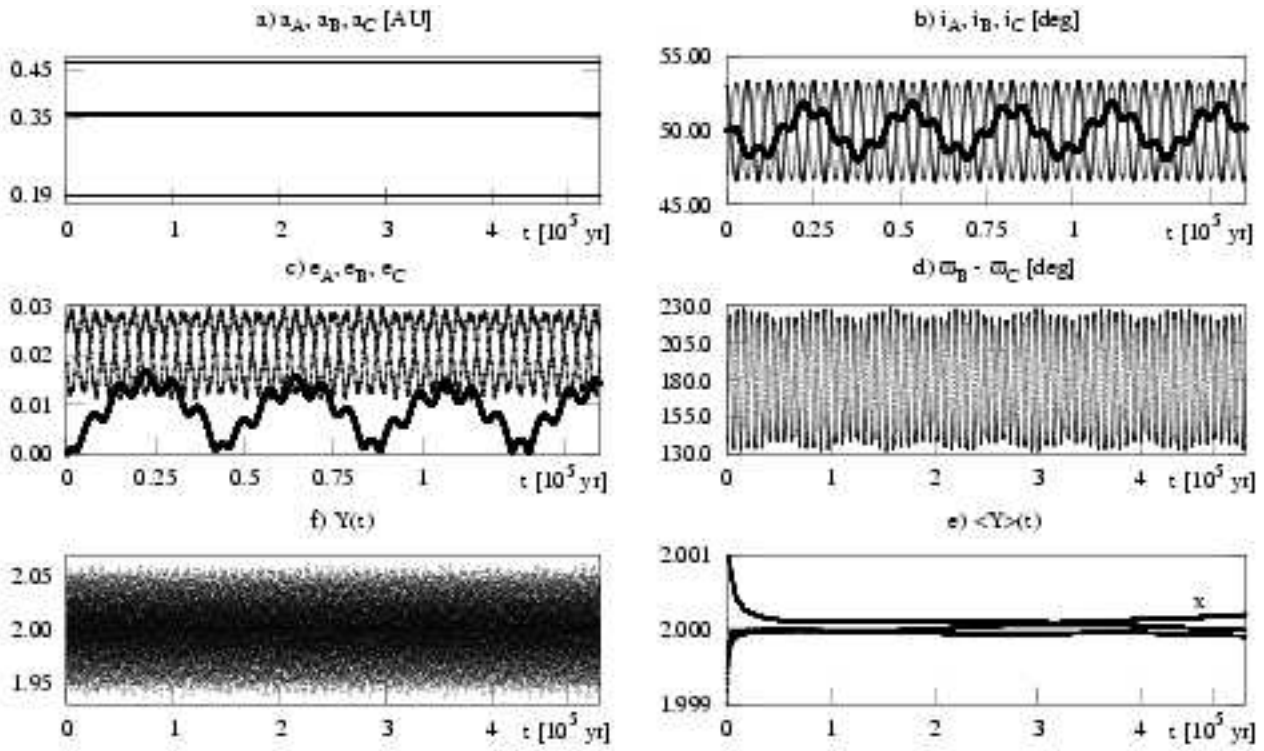 a) a_A, a_B, a_C [AU]
0.45
0.35
0.19
0 1 2 3 4 t [10^5 yr]
b) i_A, i_B, i_C [deg]
55.00
50.00
45.00
0 0.25 0.5 0.75 1 t [10^5 yr]
c) e_A, e_B, e_C
0.03
0.02
0.01
0.00
0 0.25 0.5 0.75 1 t [10^5 yr]
d) ϖ_B - ϖ_C [deg]
230.0
205.0
180.0
155.0
130.0
0 1 2 3 4 t [10^5 yr]
f) Y(t)
2.05
2.00
1.95
0 1 2 3 4 t [10^5 yr]
e) <Y>(t)
2.001
x
2.000
1.999
0 1 2 3 4 t [10^5 yr]